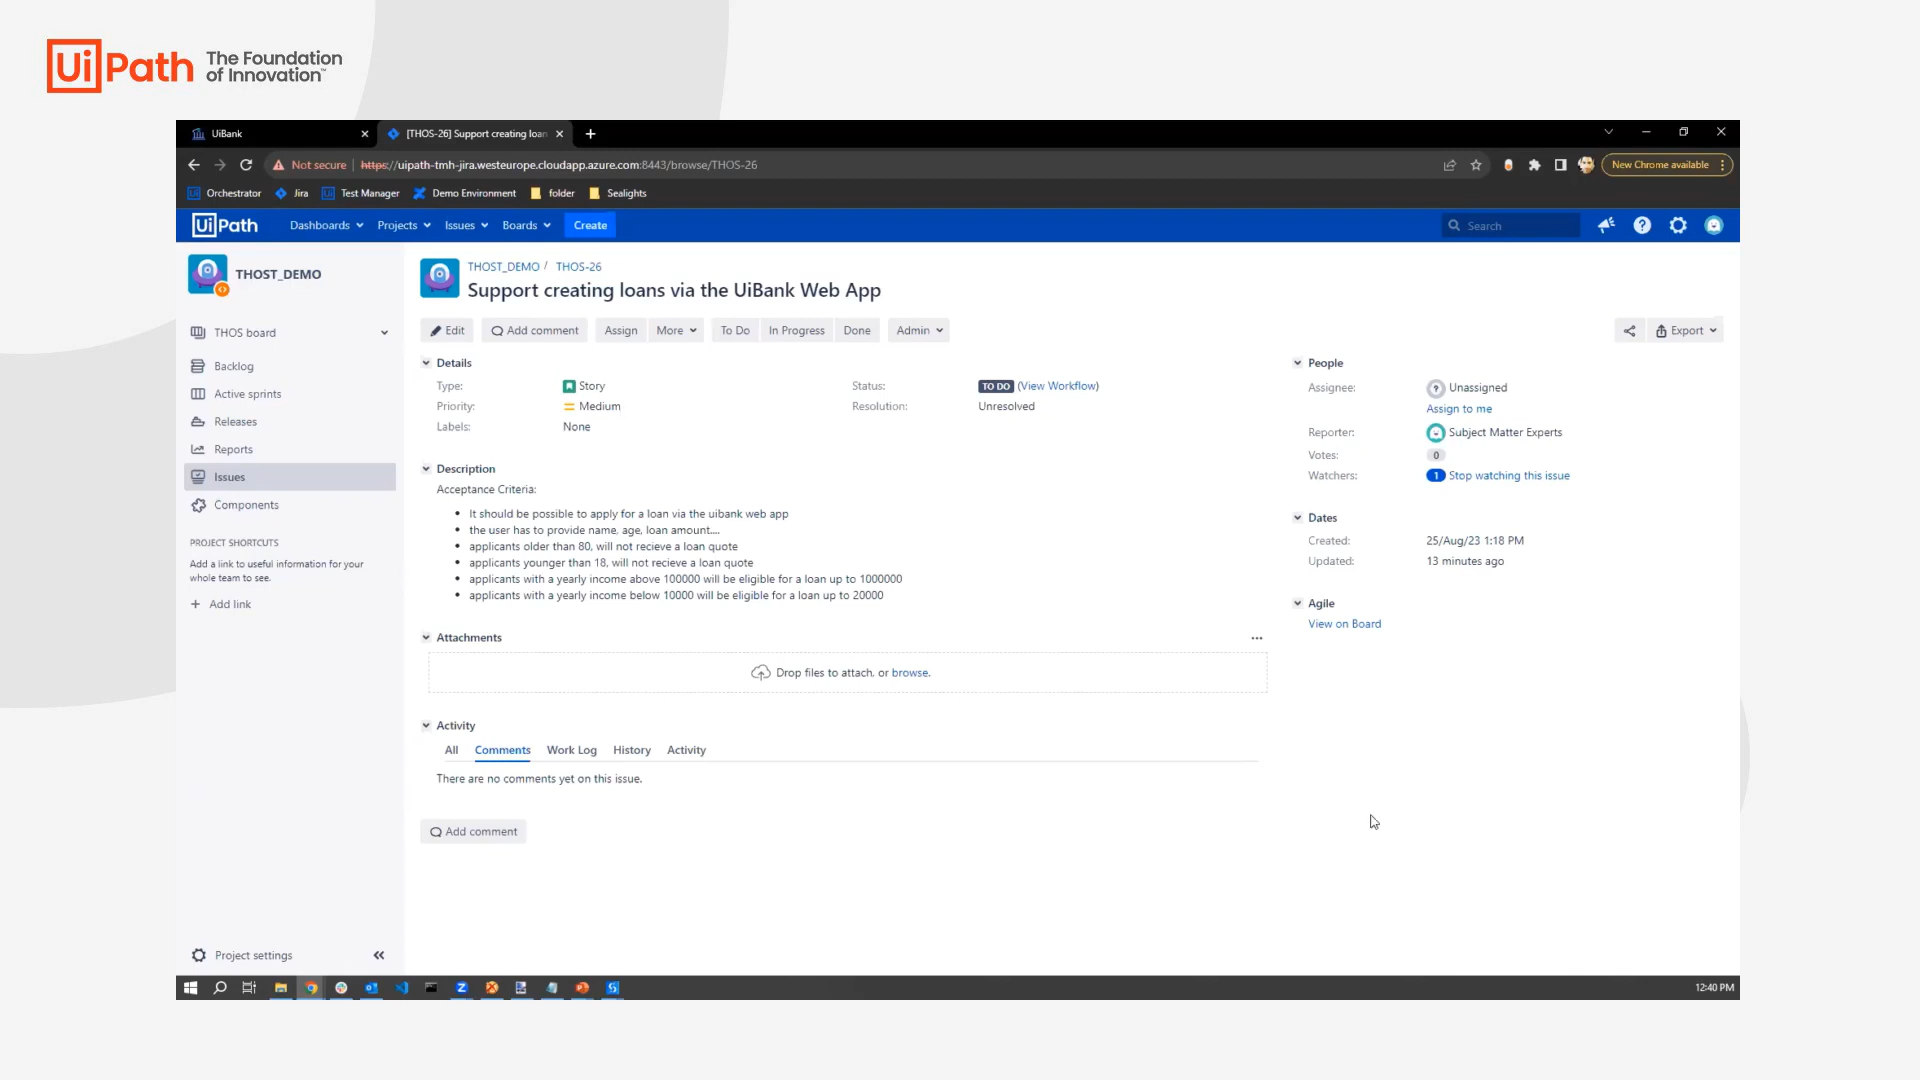 UiPath The Foundation of Innovation™
UiBank
[THOS-26] Support creating loan
Not secure https://uipath-tmh-jira.westeurope.cloudapp.azure.com:8443/browse/THOS-26
New Chrome available
Orchestrator Jira Test Manager Demo Environment folder Sealights
UiPath Dashboards Projects Issues Boards Create Search
THOST_DEMO
THOS board
Backlog
Active sprints
Releases
Reports
Issues
Components
PROJECT SHORTCUTS
Add a link to useful information for your
whole team to see.
+ Add link
Project settings
THOST_DEMO / THOS-26
Support creating loans via the UiBank Web App
Edit Add comment Assign More To Do In Progress Done Admin Export
Details
Type: Story
Status: TO DO (View Workflow)
Priority: Medium
Resolution: Unresolved
Labels: None
Description
Acceptance Criteria:
• It should be possible to apply for a loan via the uibank web app
• the user has to provide name, age, loan amount....
• applicants older than 80, will not recieve a loan quote
• applicants younger than 18, will not recieve a loan quote
• applicants with a yearly income above 100000 will be eligible for a loan up to 1000000
• applicants with a yearly income below 10000 will be eligible for a loan up to 20000
Attachments
Drop files to attach, or browse.
Activity
All Comments Work Log History Activity
There are no comments yet on this issue.
Add comment
People
Assignee: Unassigned
Assign to me
Reporter: Subject Matter Experts
Votes: 0
Watchers: 1 Stop watching this issue
Dates
Created: 25/Aug/23 1:18 PM
Updated: 13 minutes ago
Agile
View on Board
12:40 PM